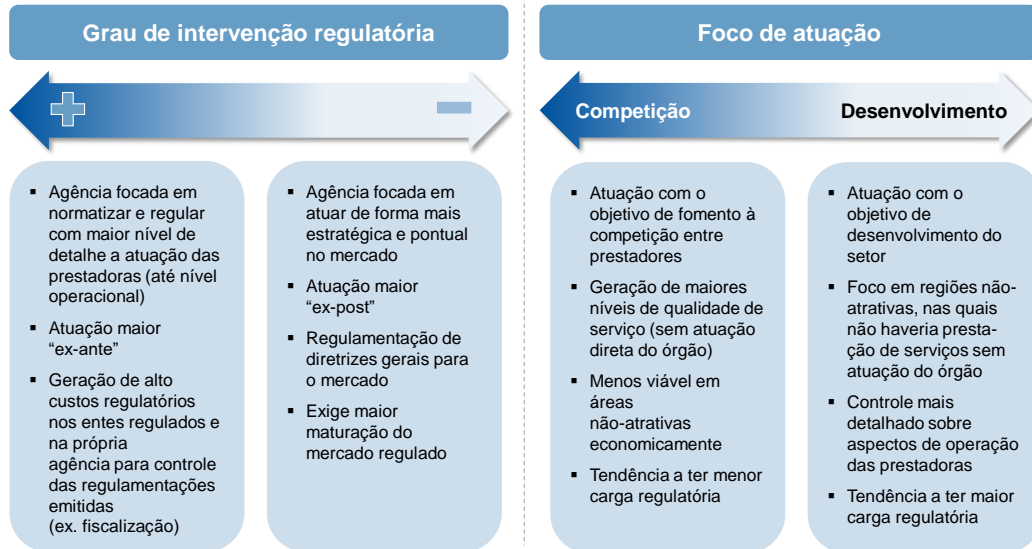 Grau de intervenção regulatória
Agência focada em
normatizar e regular
com maior nível de
detalhe a atuação das
prestadoras (até nível
operacional)
Atuação maior
“ex-ante”
Geração de alto
custos regulatórios
nos entes regulados e
na própria
agência para controle
das regulamentações
emitidas
(ex. fiscalização)
Agência focada em
atuar de forma mais
estratégica e pontual
no mercado
Atuação maior
“ex-post”
Regulamentação de
diretrizes gerais para
o mercado
Exige maior
maturação do
mercado regulado
Foco de atuação
Competição
Desenvolvimento
Atuação com o
objetivo de fomento à
competição entre
prestadores
Geração de maiores
níveis de qualidade de
serviço (sem atuação
direta do órgão)
Menos viável em
áreas
não-atrativas
economicamente
Tendência a ter menor
carga regulatória
Atuação com o
objetivo de
desenvolvimento do
setor
Foco em regiões não-
atrativas, nas quais
não haveria presta-
ção de serviços sem
atuação do órgão
Controle mais
detalhado sobre
aspectos de operação
das prestadoras
Tendência a ter maior
carga regulatória